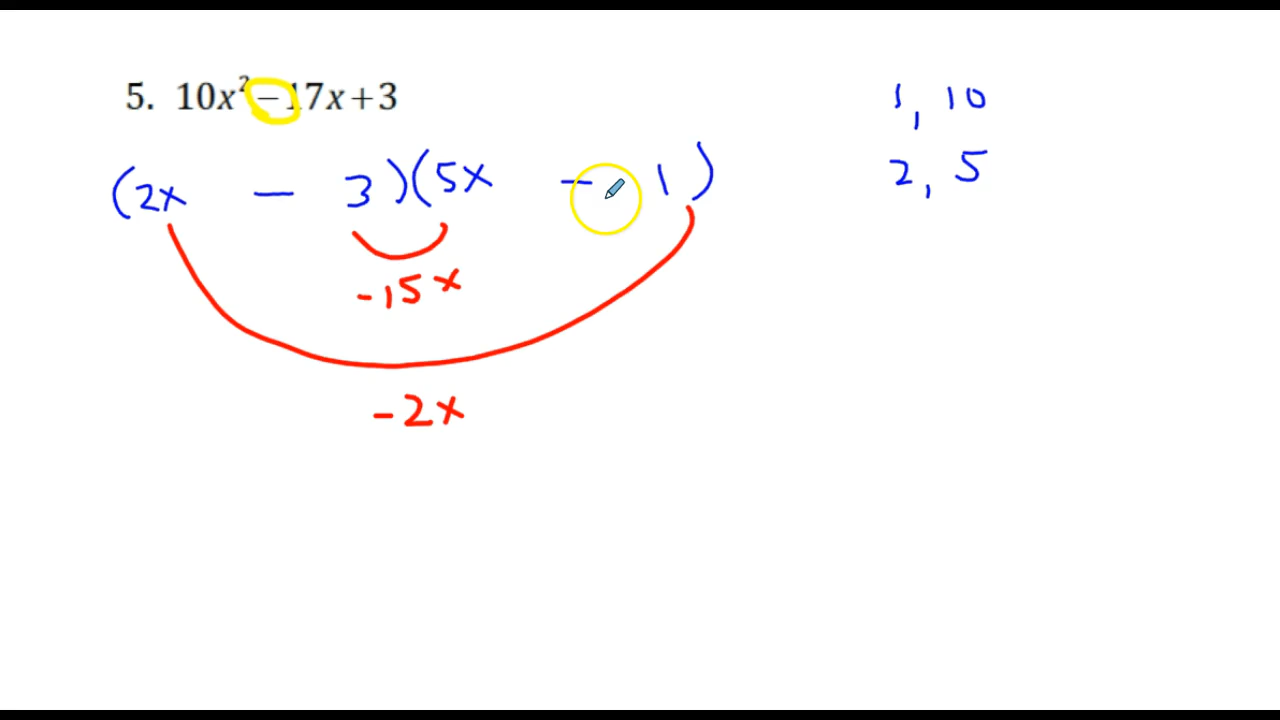 5. 10x² − 17x + 3
1, 10
(2x − 3)(5x − 1)
2, 5
-15x
-2x